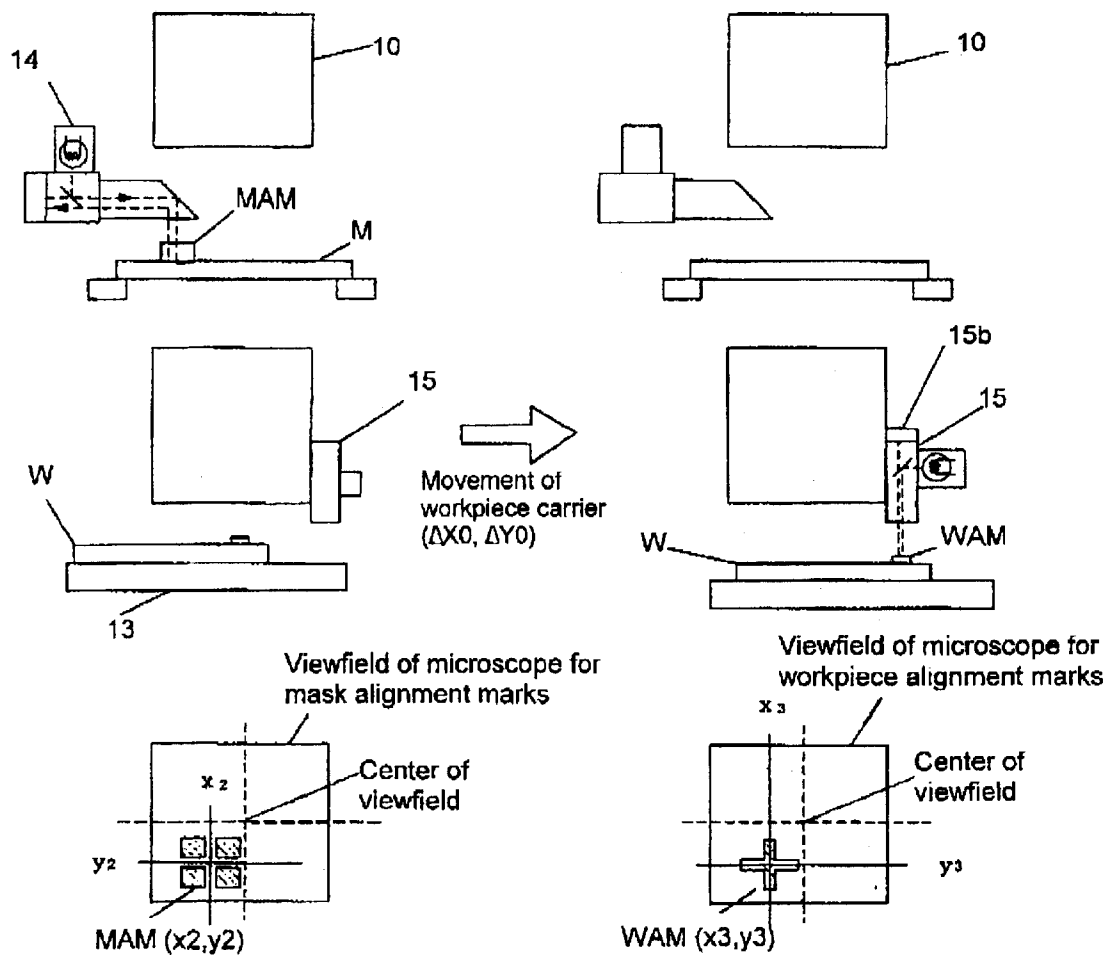 10
10
14
MAM
M
15b
15
15
W
Movement of
workpiece carrier
(ΔX0, ΔY0)
W
WAM
13
Viewfield of microscope for
mask alignment marks
Viewfield of microscope for
workpiece alignment marks
x 2
Center of
viewfield
x 3
Center of
viewfield
y2
y3
MAM (x2,y2)
WAM (x3,y3)